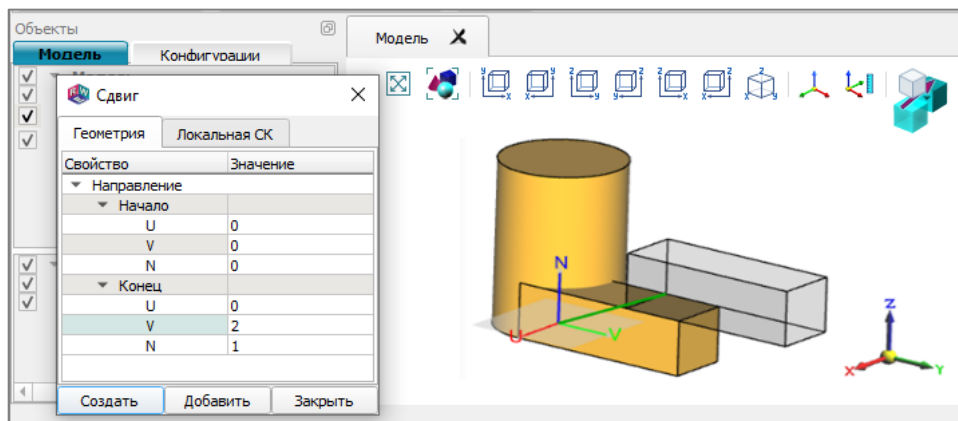 Объекты
Модель
Конфигурации
Модель
Сдвиг
Геометрия
Локальная СК
Свойство Значение
Направление
Начало
U 0
V 0
N 0
Конец
U 0
V 2
N 1
Создать Добавить Закрыть
Модель
y x
y x
z y
z y
z x
z x
z x y
N
U
V
Z
X
Y